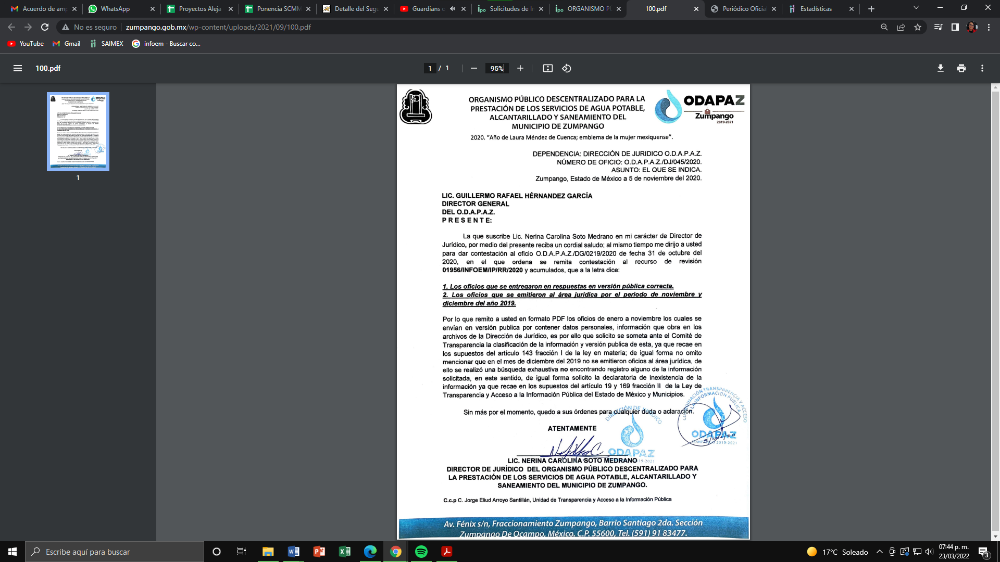 Acuerdo de amp
WhatsApp
Proyectos Aleja
Ponencia SCMM
Detalle del Segu
Guardians o
Solicitudes de In
ORGANISMO PU
100.pdf
Periódico Oficia
Estadísticas
No es seguro zumpango.gob.mx/wp-content/uploads/2021/09/100.pdf
YouTube
Gmail
SAIMEX
infoem - Buscar co...
100.pdf
1 / 1
95%
1
ORGANISMO PÚBLICO DESCENTRALIZADO PARA LA
PRESTACIÓN DE LOS SERVICIOS DE AGUA POTABLE,
ALCANTARILLADO Y SANEAMIENTO DEL
MUNICIPIO DE ZUMPANGO
ODAPAZ
Zumpango
2019-2021
2020. “Año de Laura Méndez de Cuenca; emblema de la mujer mexiquense”.
DEPENDENCIA: DIRECCIÓN DE JURIDICO O.D.A.P.A.Z.
NÚMERO DE OFICIO: O.D.A.P.A.Z./DJ/045/2020.
ASUNTO: EL QUE SE INDICA.
Zumpango, Estado de México a 5 de noviembre del 2020.
LIC. GUILLERMO RAFAEL HÉRNANDEZ GARCÍA
DIRECTOR GENERAL
DEL O.D.A.P.A.Z.
P R E S E N T E:
La que suscribe Lic. Nerina Carolina Soto Medrano en mi carácter de Director de
Jurídico, por medio del presente reciba un cordial saludo; al mismo tiempo me dirijo a usted
para dar contestación al oficio O.D.A.P.A.Z./DG/0219/2020 de fecha 31 de octubre del
2020, en el que ordena se remita contestación al recurso de revisión
01956/INFOEM/IP/RR/2020 y acumulados, que a la letra dice:
1. Los oficios que se entregaron en respuestas en versión pública correcta.
2. Los oficios que se emitieron al área jurídica por el periodo de noviembre y
diciembre del año 2019.
Por lo que remito a usted en formato PDF los oficios de enero a noviembre los cuales se
envían en versión publica por contener datos personales, información que obra en los
archivos de la Dirección de Jurídico, es por ello que solicito se someta ante el Comité de
Transparencia la clasificación de la información y versión publica de esta, ya que recae en
los supuestos del artículo 143 fracción I de la ley en materia; de igual forma no omito
mencionar que en el mes de diciembre del 2019 no se emitieron oficios al área jurídica, de
ello se realizó una búsqueda exhaustiva no encontrando registro alguno de la información
solicitada, en este sentido, de igual forma solicito la declaratoria de inexistencia de la
información ya que recae en los supuestos del artículo 19 y 169 fracción II de la Ley de
Transparencia y Acceso a la Información Pública del Estado de México y Municipios.
Sin más por el momento, quedo a sus órdenes para cualquier duda o aclaración.
ATENTAMENTE
DIRECCIÓN DE JURÍDICO
ODAPAZ
COORDINACIÓN TRANSPARENCIA Y ACCESO
A LA INFORMACIÓN PÚBLICA
ODAPAZ
ZUMPANGO 2019-2021
LIC. NERINA CAROLINA SOTO MEDRANO
DIRECTOR DE JURÍDICO DEL ORGANISMO PÚBLICO DESCENTRALIZADO PARA
LA PRESTACIÓN DE LOS SERVICIOS DE AGUA POTABLE, ALCANTARILLADO Y
SANEAMIENTO DEL MUNICIPIO DE ZUMPANGO.
C.c.p C. Jorge Eliud Arroyo Santillán, Unidad de Transparencia y Acceso a la Información Pública
Av. Fénix s/n, Fraccionamiento Zumpango, Barrio Santiago 2da. Sección
Zumpango De Ocampo, México. C.P. 55600, Tel. (591) 91 83477.
Escribe aquí para buscar
17°C Soleado
07:44 p. m.
23/03/2022
3